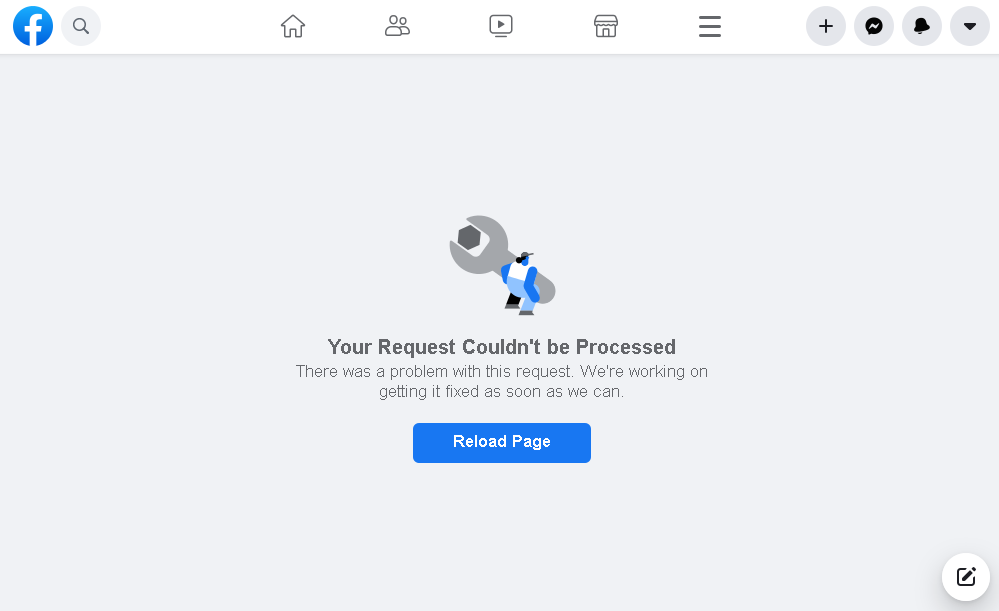 Your Request Couldn't be Processed
There was a problem with this request. We're working on
getting it fixed as soon as we can.
Reload Page